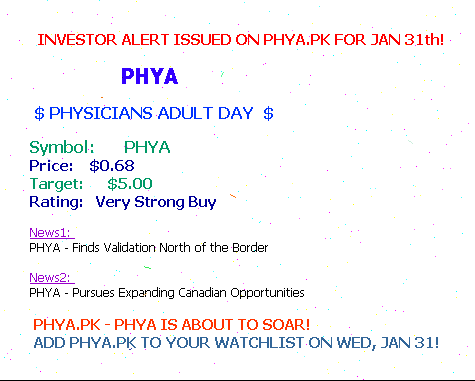 INVESTOR ALERT ISSUED ON PHYA.PK FOR JAN 31th!
PHYA
$ PHYSICIANS ADULT DAY $
Symbol: PHYA
Price: $0.68
Target: $5.00
Rating: Very Strong Buy
News1:
PHYA - Finds Validation North of the Border
News2:
PHYA - Pursues Expanding Canadian Opportunities
PHYA.PK - PHYA IS ABOUT TO SOAR!
ADD PHYA.PK TO YOUR WATCHLIST ON WED, JAN 31!